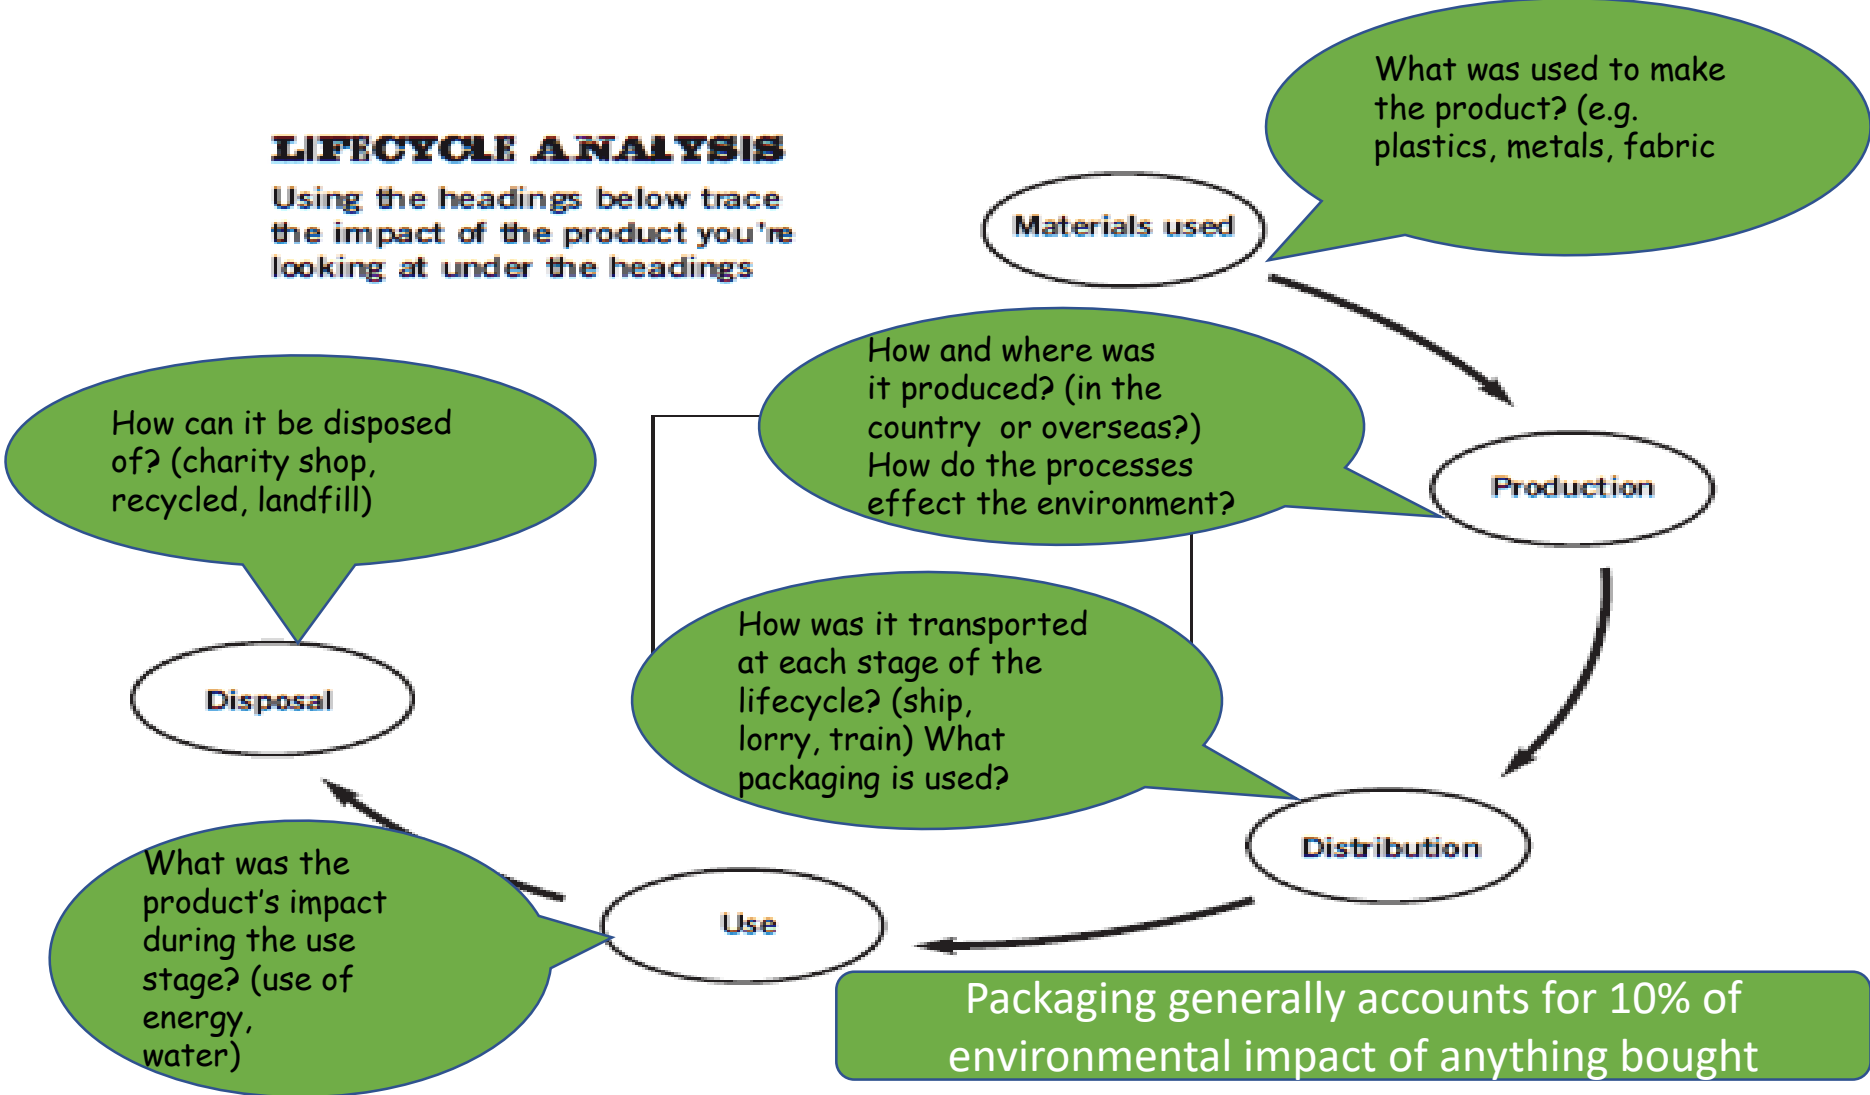 LIFECYCLE ANALYSIS
Using the headings below trace
the impact of the product you're
looking at under the headings
What was used to make
the product? (e.g.
plastics, metals, fabric
Materials used
How and where was
it produced? (in the
country or overseas?)
How do the processes
effect the environment?
Production
How was it transported
at each stage of the
lifecycle? (ship,
lorry, train) What
packaging is used?
Distribution
What was the
product's impact
during the use
stage? (use of
energy,
water)
Use
How can it be disposed
of? (charity shop,
recycled, landfill)
Disposal
Packaging generally accounts for 10% of
environmental impact of anything bought